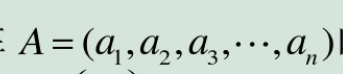 A = (a₁, a₂, a₃, ⋯, aₙ)